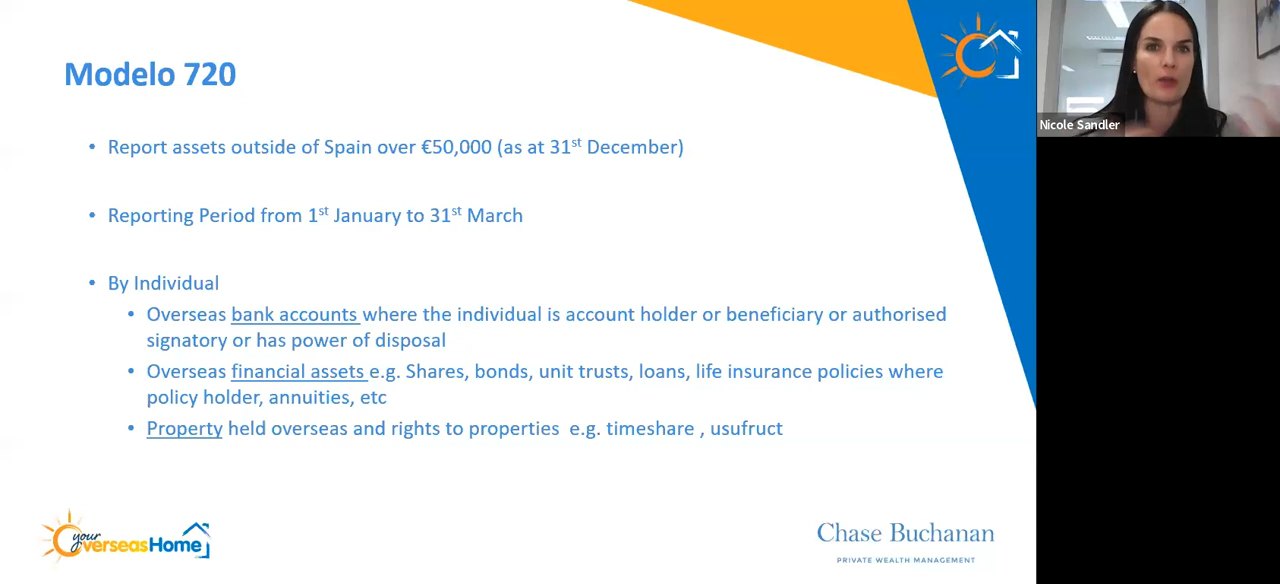 Modelo 720
• Report assets outside of Spain over €50,000 (as at 31st December)
• Reporting Period from 1st January to 31st March
• By Individual
• Overseas bank accounts where the individual is account holder or beneficiary or authorised
signatory or has power of disposal
• Overseas financial assets e.g. Shares, bonds, unit trusts, loans, life insurance policies where
policy holder, annuities, etc
• Property held overseas and rights to properties e.g. timeshare , usufruct
your
OverseasHome
Chase Buchanan
PRIVATE WEALTH MANAGEMENT
Nicole Sandler